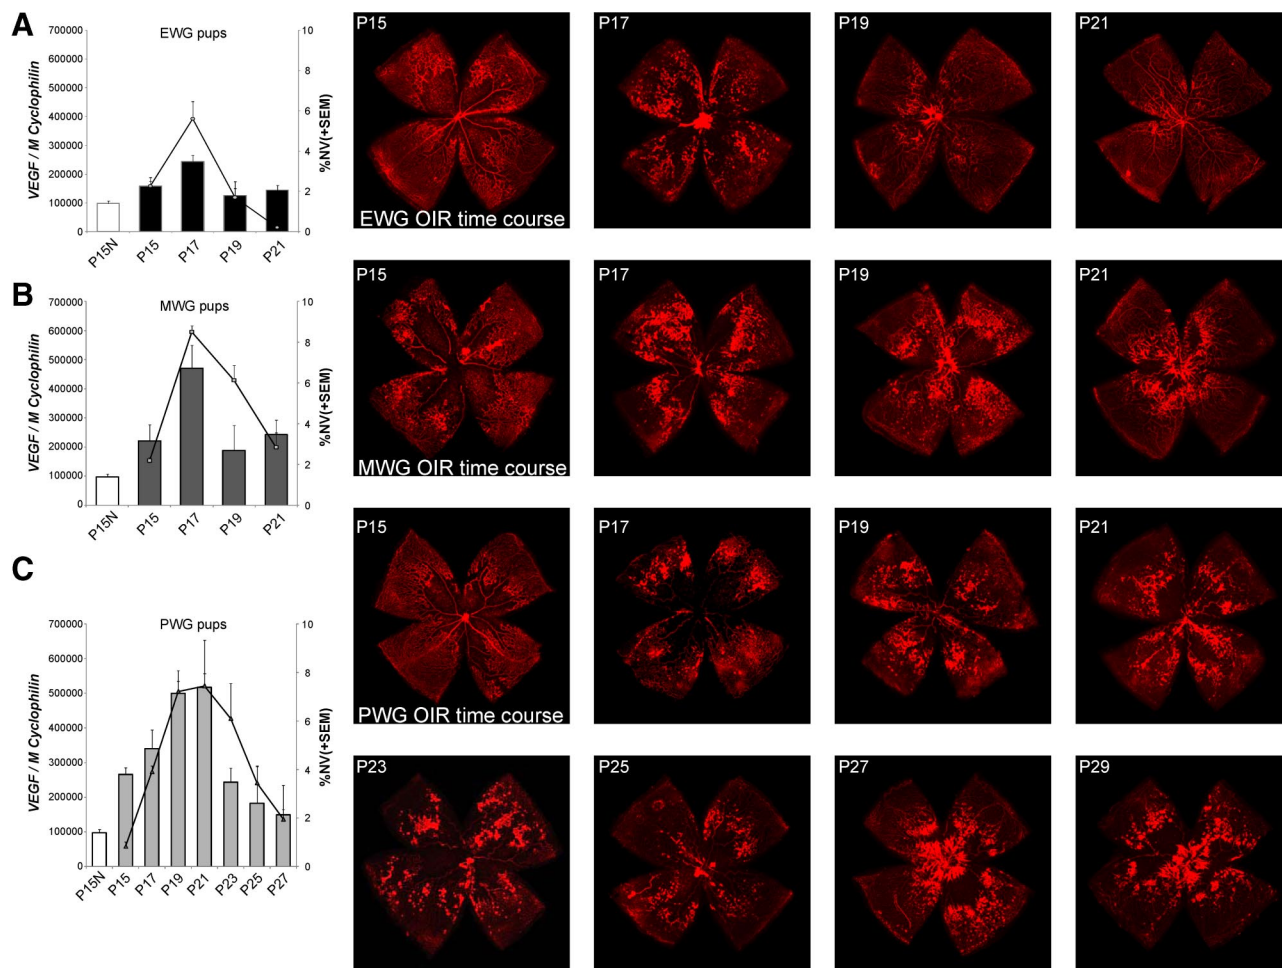 A
EWG pups
VEGF / M Cyclophilin
700000
600000
500000
400000
300000
200000
100000
0
10
8
6
4
2
0
%NV(+SEM)
P15N P15 P17 P19 P21
P15
EWG OIR time course
P17
P19
P21
B
MWG pups
VEGF / M Cyclophilin
700000
600000
500000
400000
300000
200000
100000
0
10
8
6
4
2
0
%NV(+SEM)
P15N P15 P17 P19 P21
P15
MWG OIR time course
P17
P19
P21
C
PWG pups
VEGF / M Cyclophilin
700000
600000
500000
400000
300000
200000
100000
0
10
8
6
4
2
0
%NV(+SEM)
P15N P15 P17 P19 P21 P23 P25 P27
P15
PWG OIR time course
P17
P19
P21
P23
P25
P27
P29